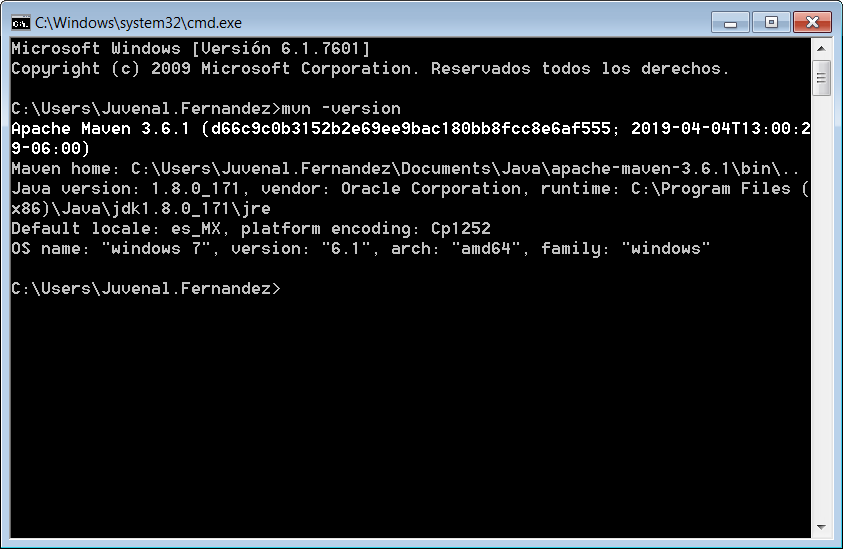 C:\Windows\system32\cmd.exe
Microsoft Windows [Versión 6.1.7601]
Copyright (c) 2009 Microsoft Corporation. Reservados todos los derechos.
C:\Users\Juvenal.Fernandez>mvn -version
Apache Maven 3.6.1 (d66c9c0b3152b2e69ee9bac180bb8fcc8e6af555; 2019-04-04T13:00:2
9-06:00)
Maven home: C:\Users\Juvenal.Fernandez\Documents\Java\apache-maven-3.6.1\bin\..
Java version: 1.8.0_171, vendor: Oracle Corporation, runtime: C:\Program Files (
x86)\Java\jdk1.8.0_171\jre
Default locale: es_MX, platform encoding: Cp1252
OS name: "windows 7", version: "6.1", arch: "amd64", family: "windows"
C:\Users\Juvenal.Fernandez>